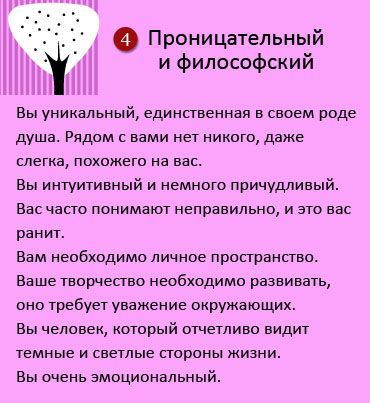 4 Проницательный
и философский
Вы уникальный, единственная в своем роде
душа. Рядом с вами нет никого, даже
слегка, похожего на вас.
Вы интуитивный и немного причудливый.
Вас часто понимают неправильно, и это вас
ранит.
Вам необходимо личное пространство.
Ваше творчество необходимо развивать,
оно требует уважение окружающих.
Вы человек, который отчетливо видит
темные и светлые стороны жизни.
Вы очень эмоциональный.